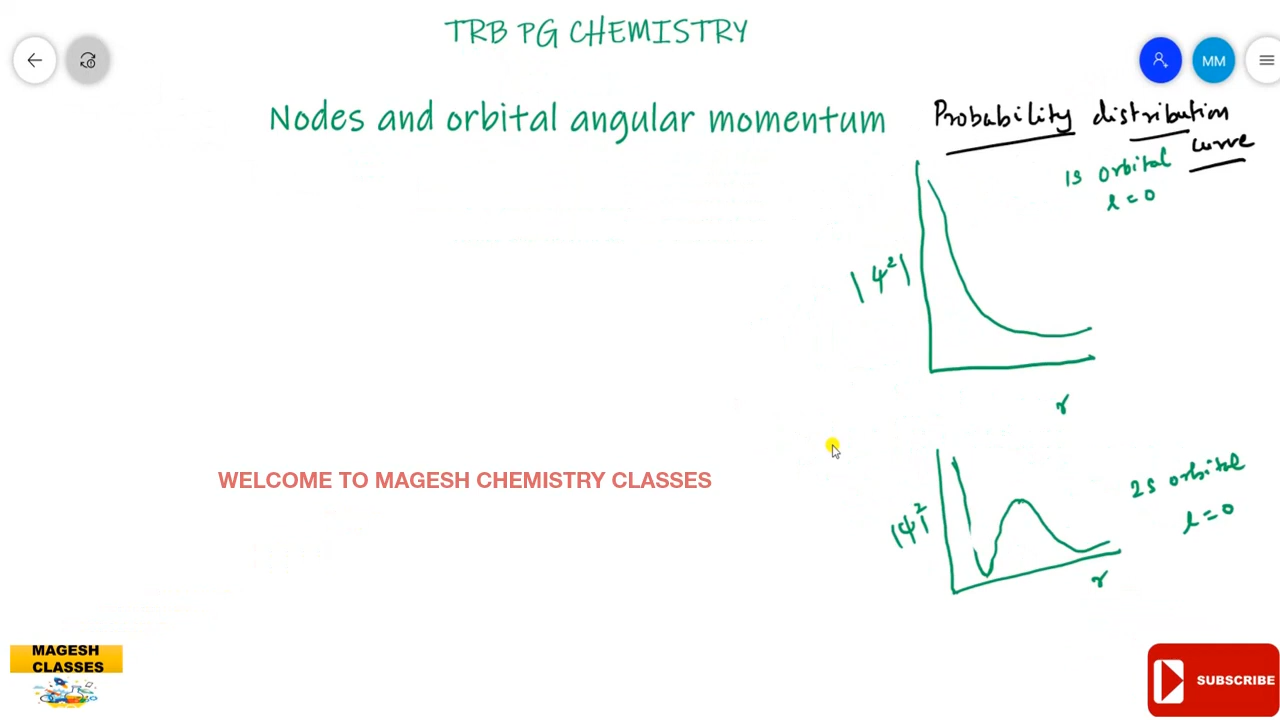 TRB PG CHEMISTRY
MM
Nodes and orbital angular momentum
Probability distribution
curve
1s orbital
l = 0
|ψ²|
r
WELCOME TO MAGESH CHEMISTRY CLASSES
2s orbital
l = 0
|ψ|²
r
MAGESH
CLASSES
SUBSCRIBE